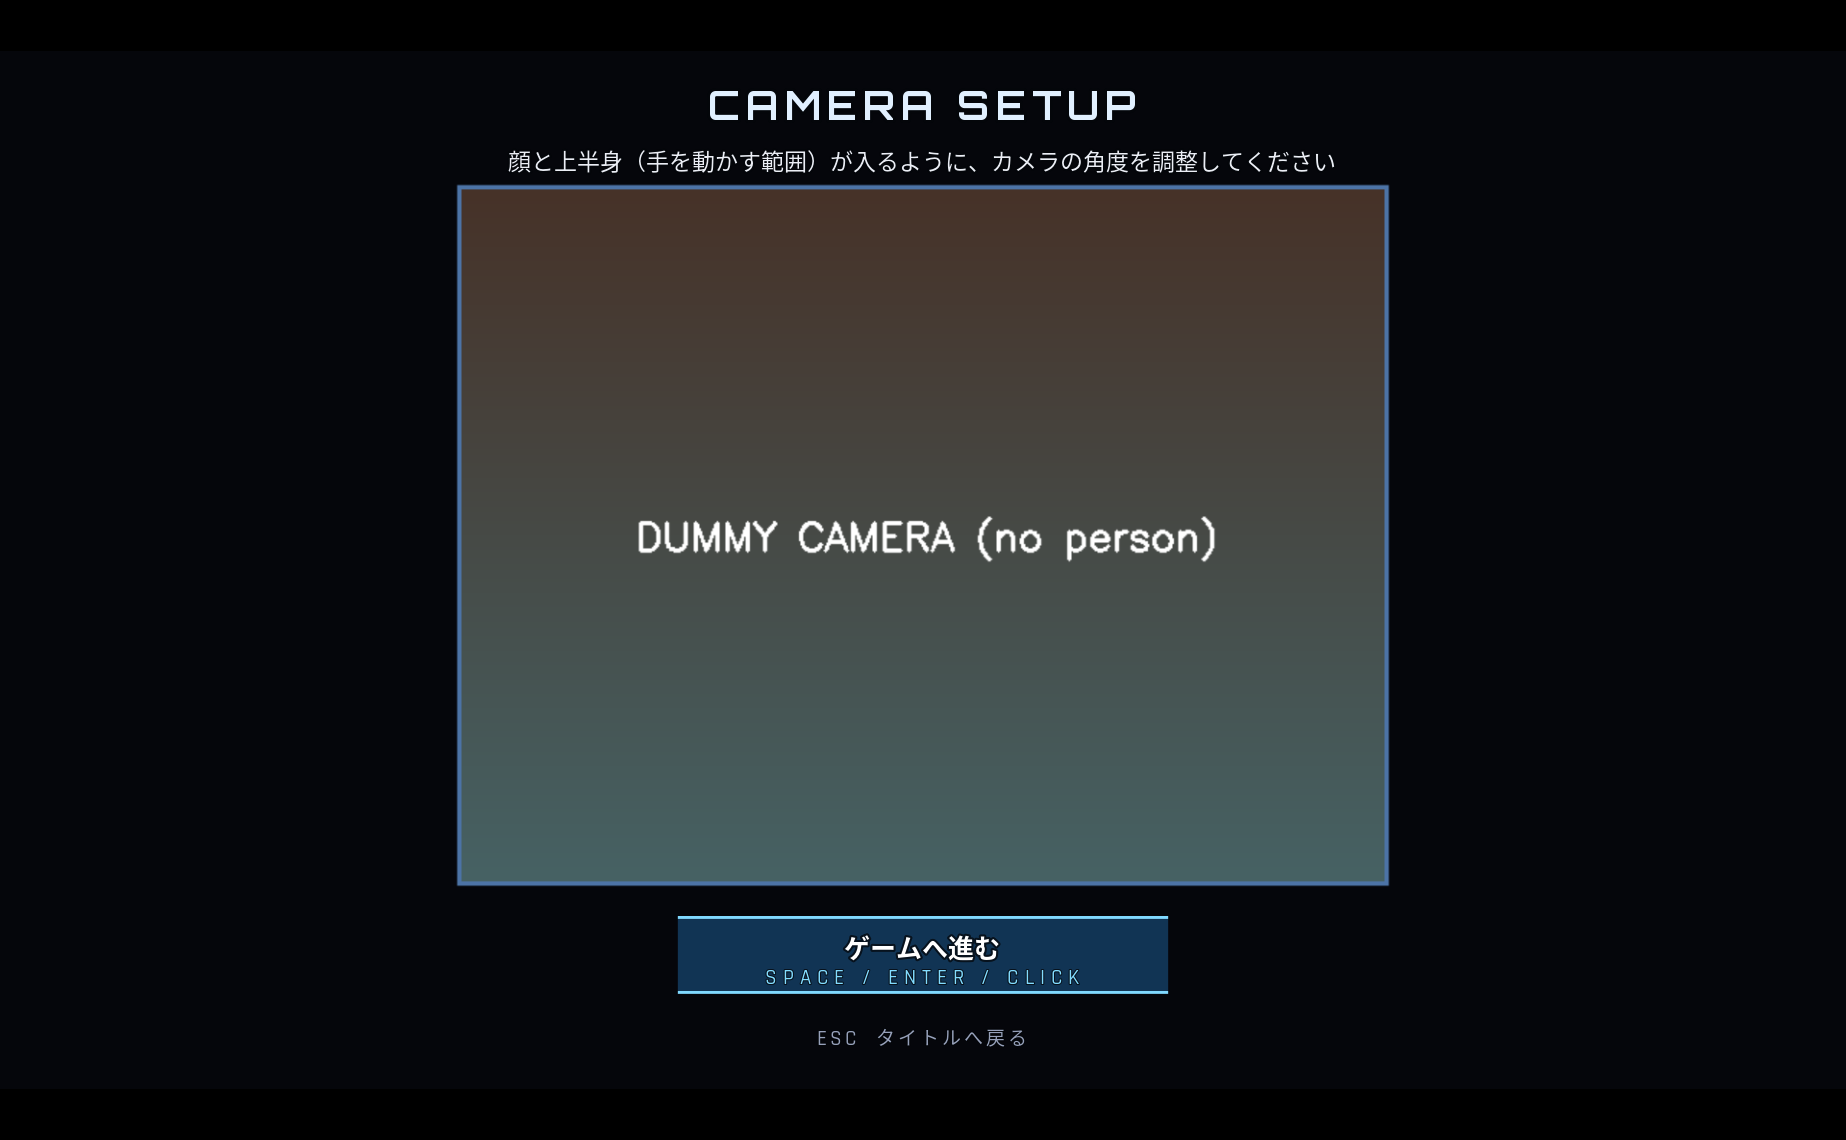 CAMERA SETUP
顔と上半身（手を動かす範囲）が入るように、カメラの角度を調整してください
DUMMY CAMERA (no person)
ゲームへ進む
SPACE / ENTER / CLICK
ESC タイトルへ戻る